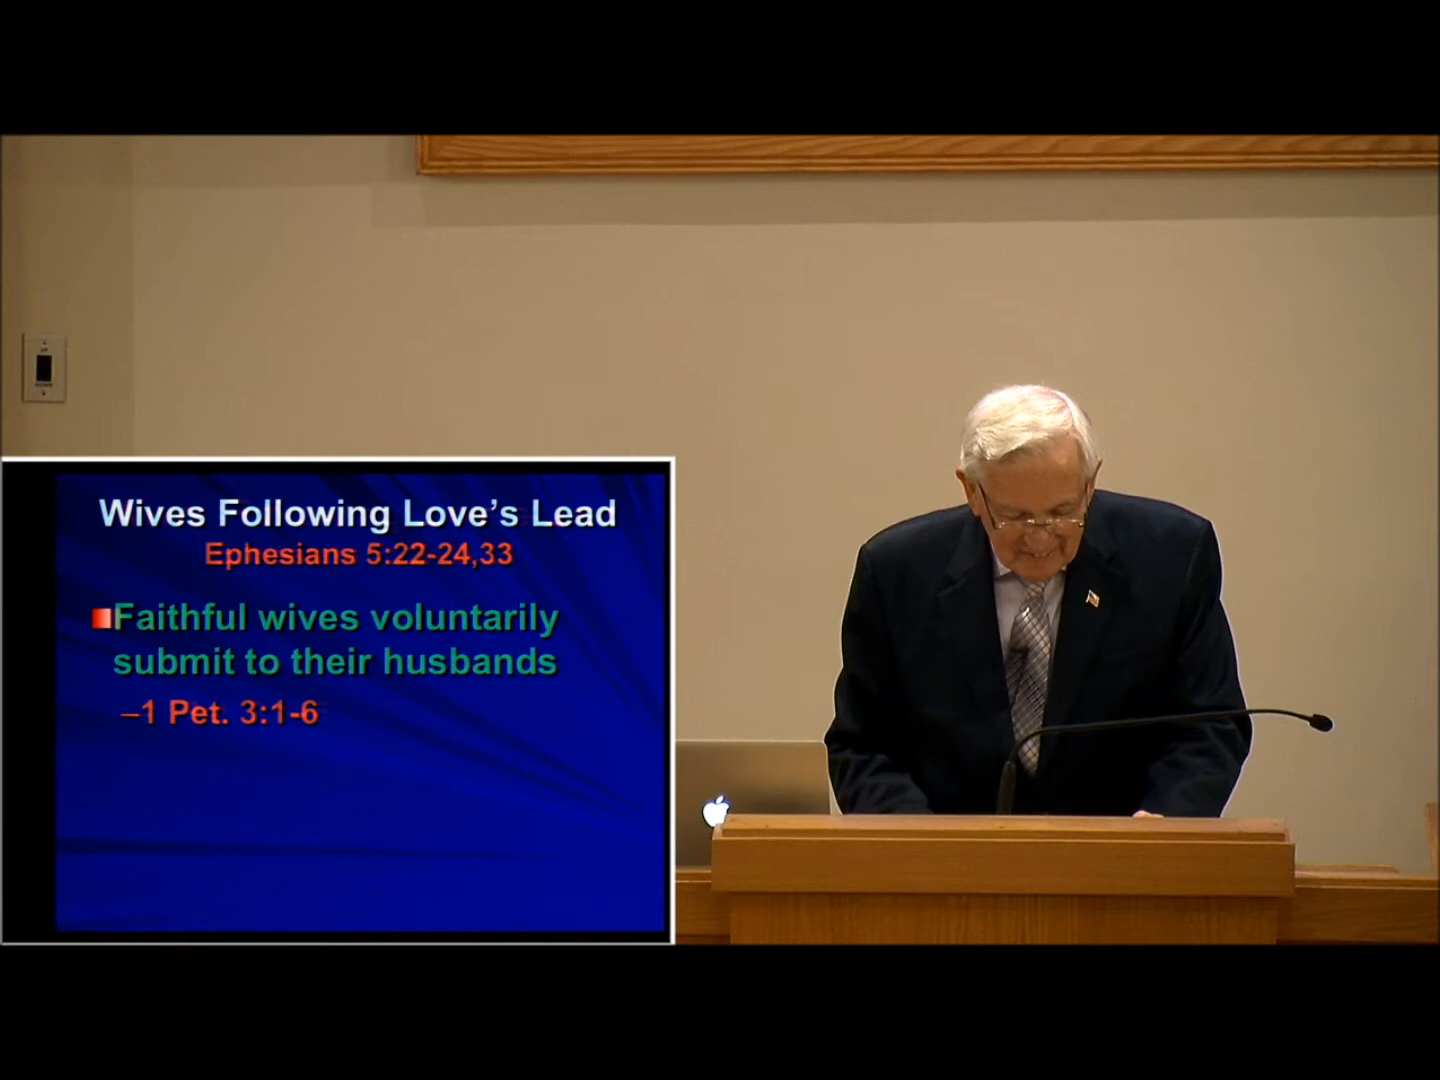 Wives Following Love's Lead
Ephesians 5:22-24,33
Faithful wives voluntarily
submit to their husbands
–1 Pet. 3:1-6